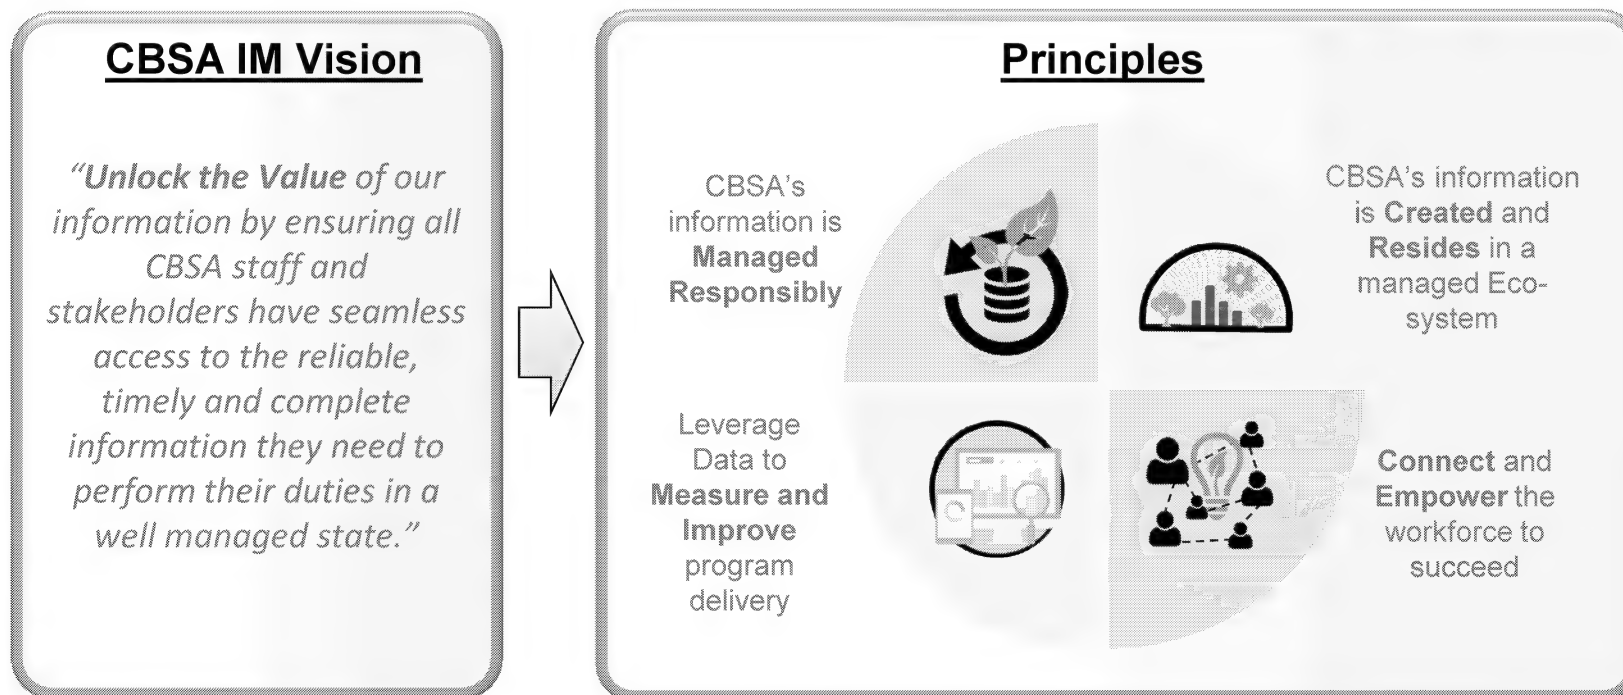 CBSA IM Vision
“Unlock the Value of our
information by ensuring all
CBSA staff and
stakeholders have seamless
access to the reliable,
timely and complete
information they need to
perform their duties in a
well managed state.”
Principles
CBSA’s
information is
Managed
Responsibly
CBSA’s information
is Created and
Resides in a
managed Eco-
system
Leverage
Data to
Measure and
Improve
program
delivery
Connect and
Empower the
workforce to
succeed